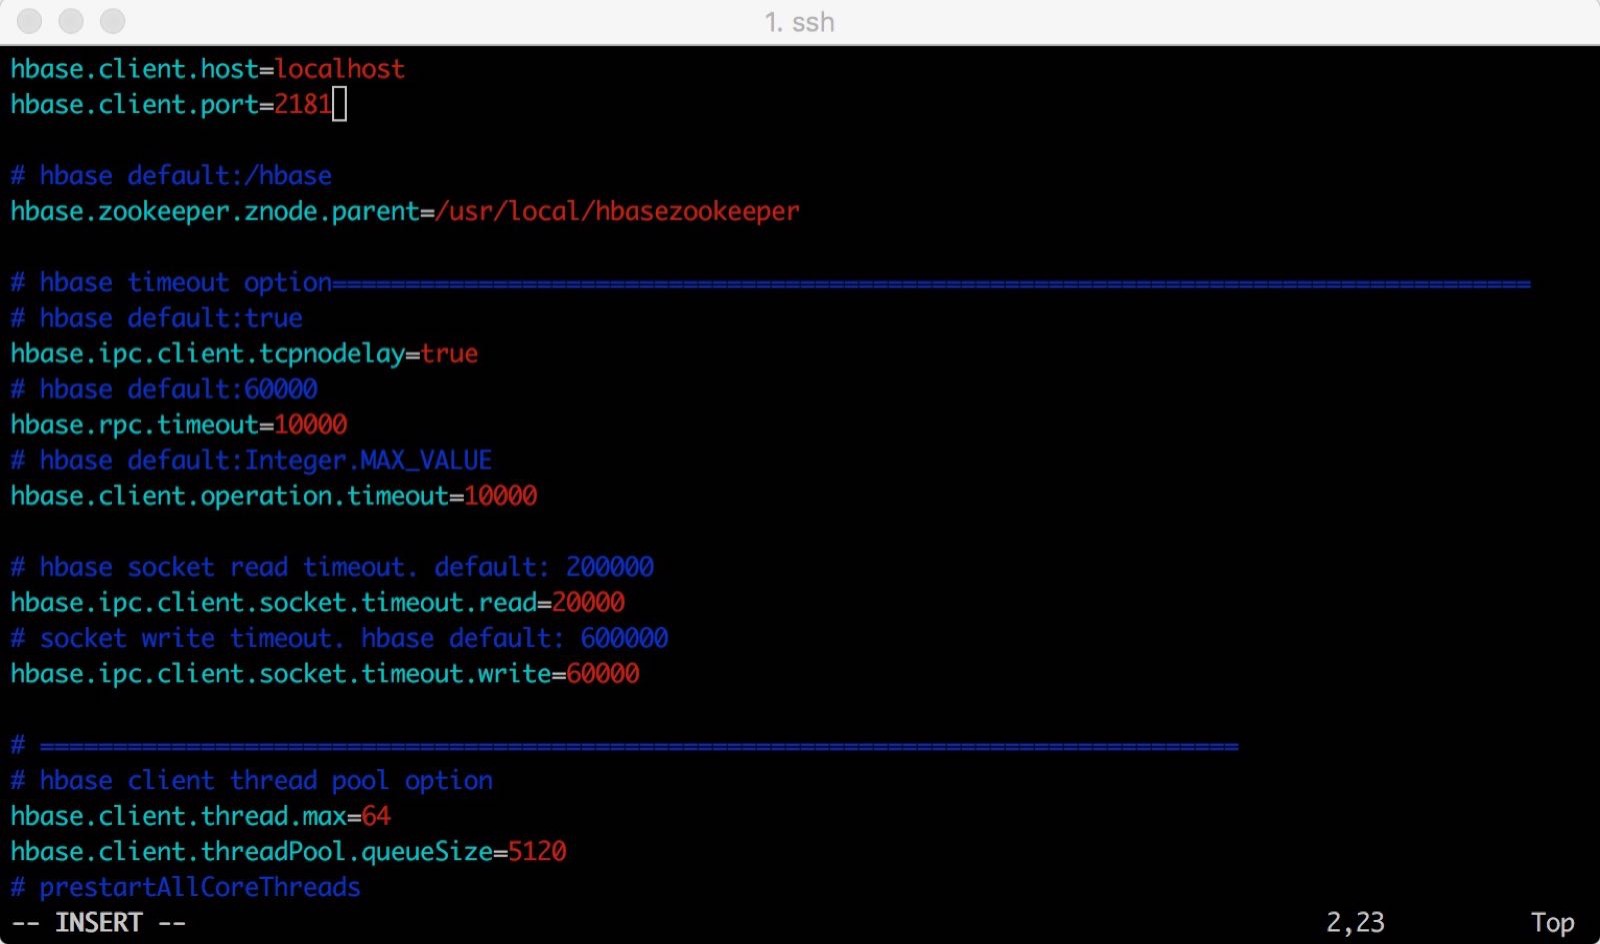 1. ssh
hbase.client.host=localhost
hbase.client.port=2181
# hbase default:/hbase
hbase.zookeeper.znode.parent=/usr/local/hbasezookeeper
# hbase timeout option==================================================================================
# hbase default:true
hbase.ipc.client.tcpnodelay=true
# hbase default:60000
hbase.rpc.timeout=10000
# hbase default:Integer.MAX_VALUE
hbase.client.operation.timeout=10000
# hbase socket read timeout. default: 200000
hbase.ipc.client.socket.timeout.read=20000
# socket write timeout. hbase default: 600000
hbase.ipc.client.socket.timeout.write=60000
# ==================================================================================
# hbase client thread pool option
hbase.client.thread.max=64
hbase.client.threadPool.queueSize=5120
# prestartAllCoreThreads
-- INSERT -- 2,23 Top